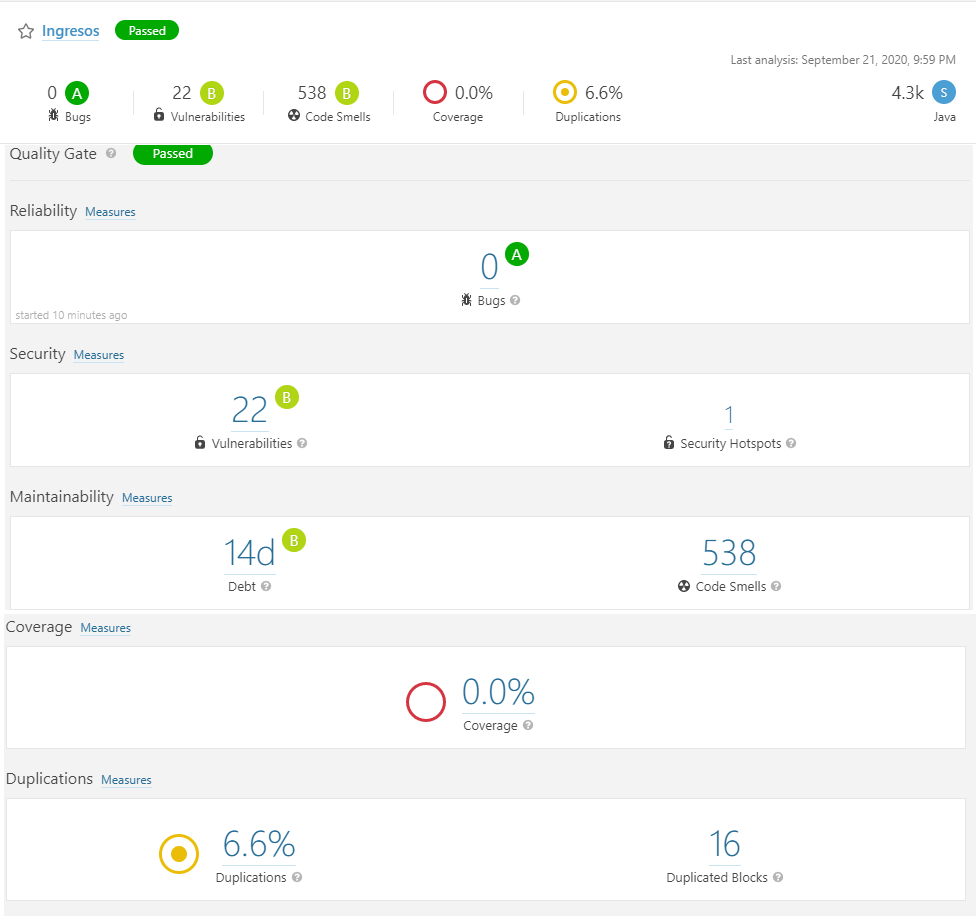 Ingresos Passed
Last analysis: September 21, 2020, 9:59 PM
0 A 22 B 538 B 0.0% 6.6% 4.3k S
Bugs Vulnerabilities Code Smells Coverage Duplications Java
Quality Gate ? Passed
Reliability Measures
0 A
Bugs ?
started 10 minutes ago
Security Measures
22 B 1
Vulnerabilities ? Security Hotspots ?
Maintainability Measures
14d B 538
Debt ? Code Smells ?
Coverage Measures
0.0%
Coverage ?
Duplications Measures
6.6% 16
Duplications ? Duplicated Blocks ?